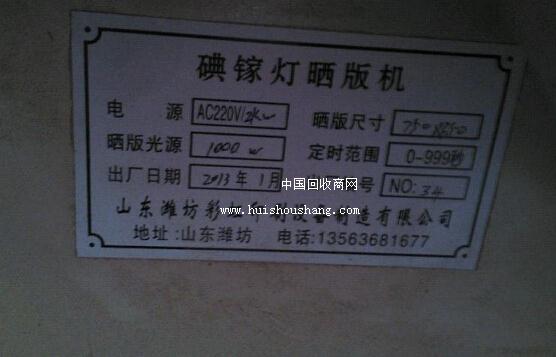 碘镓灯晒版机
电 源 AC220V/2kw 晒版尺寸
晒版光源 1000w 定时范围 0-999秒
出厂日期 2013年1月 号 NO: 34
中国回收商网
www.huishoushang.com
山东潍坊彩 制造有限公司
地址:山东潍坊 电话:13563681677